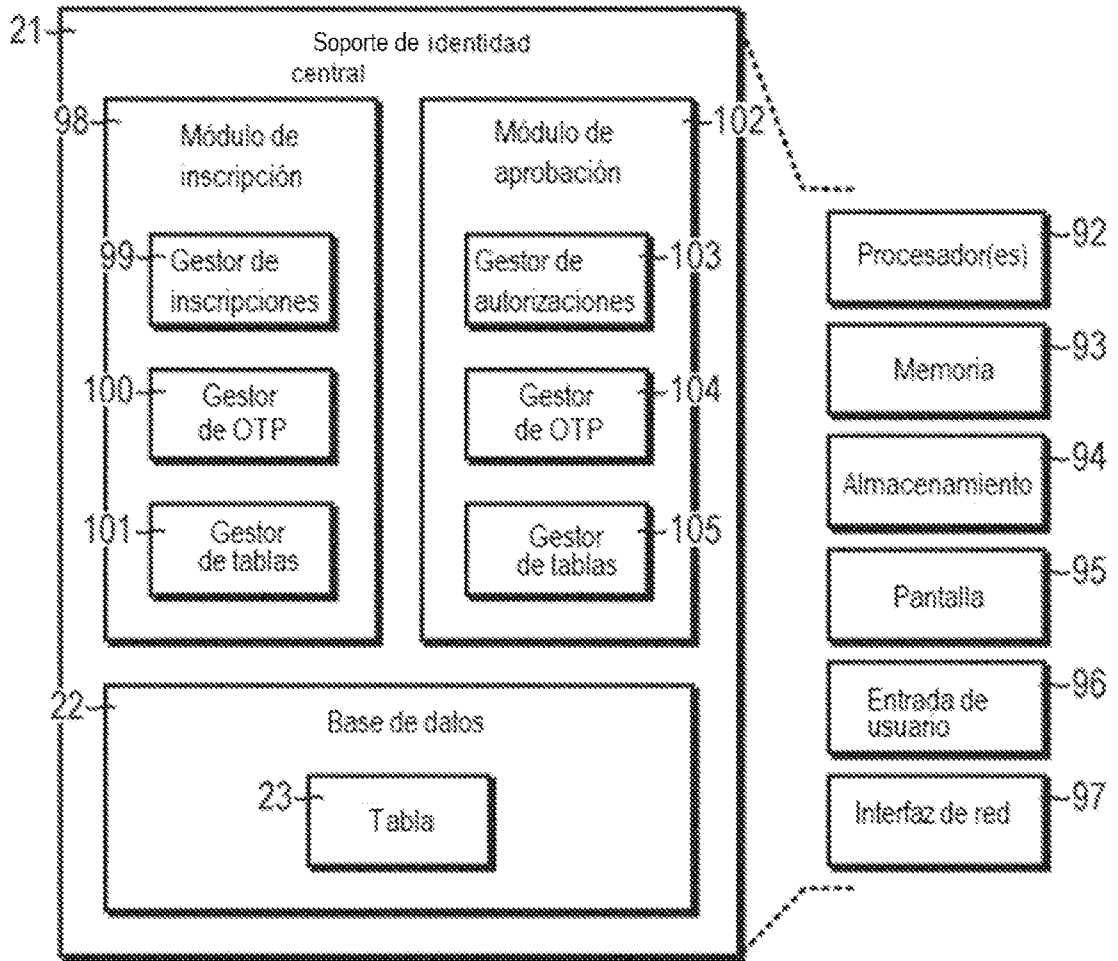 21
Soporte de identidad
central
98
Módulo de
inscripción
99
Gestor de
inscripciones
100
Gestor
de OTP
101
Gestor
de tablas
102
Módulo de
aprobación
103
Gestor de
autorizaciones
104
Gestor
de OTP
105
Gestor
de tablas
22
Base de datos
23
Tabla
92
Procesador(es)
93
Memoria
94
Almacenamiento
95
Pantalla
96
Entrada de
usuario
97
Interfaz de red